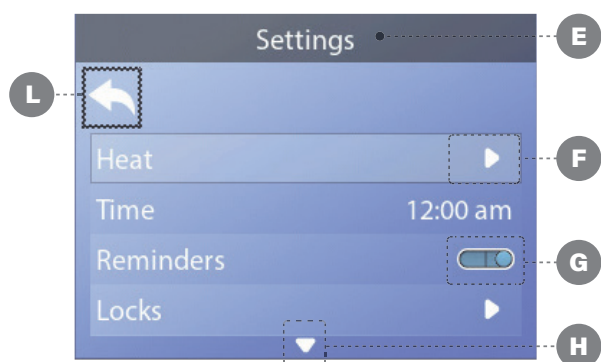 Settings
E
L
Heat
F
Time 12:00 am
Reminders
G
Locks
H